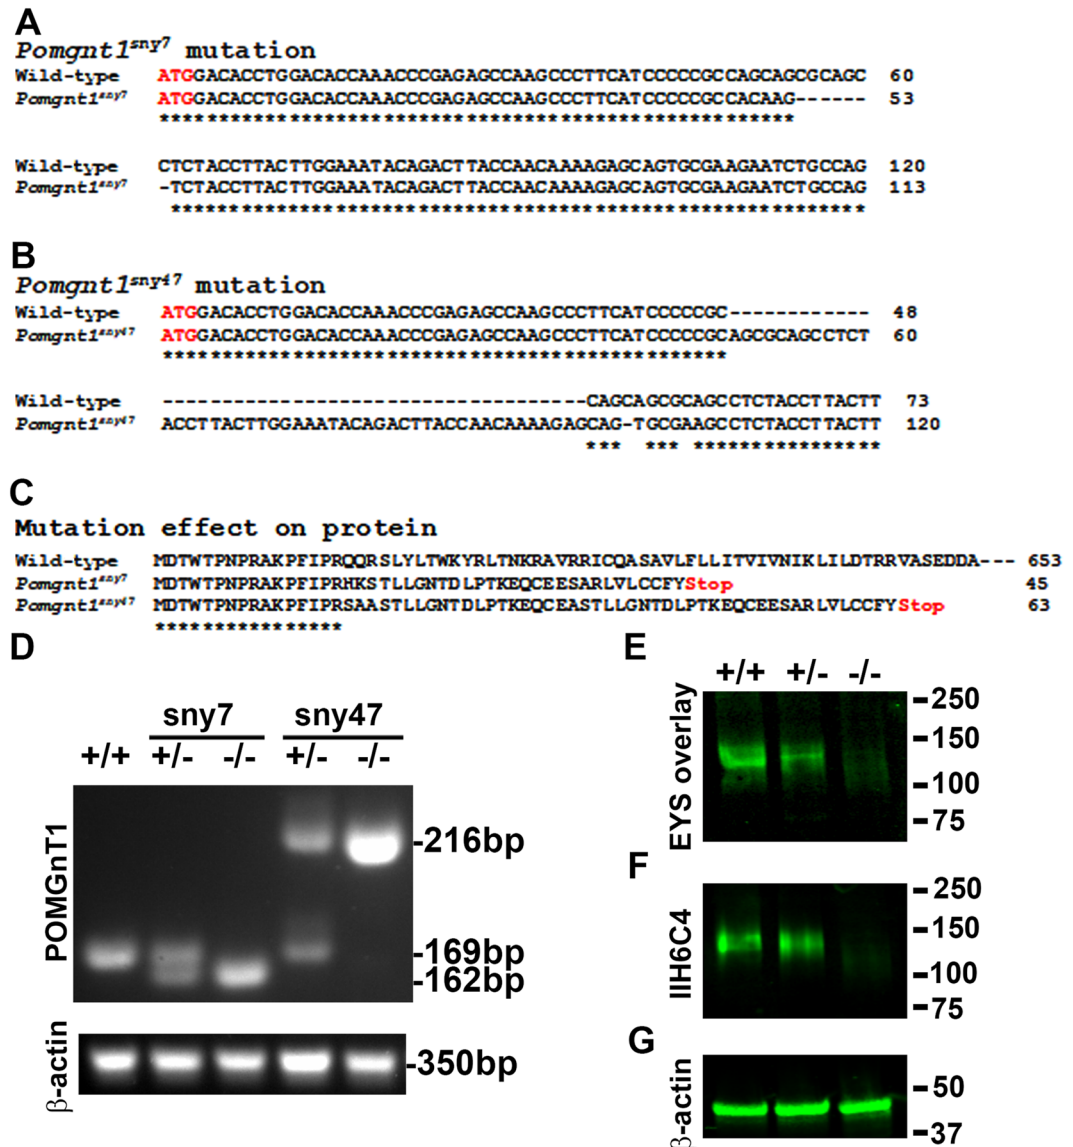 A
Pomgnt1sny7 mutation
Wild-type ATGGACACCTGGACACCAAACCCGAGAGCCAAGCCCTTCATCCCCCGCCAGCAGCGCAGC 60
Pomgnt1sny7 ATGGACACCTGGACACCAAACCCGAGAGCCAAGCCCTTCATCCCCCGCCACAAG------ 53
******************************************************
Wild-type CTCTACCTTACTTGGAAATACAGACTTACCAACAAAAGAGCAGTGCGAAGAATCTGCCAG 120
Pomgnt1sny7 -TCTACCTTACTTGGAAATACAGACTTACCAACAAAAGAGCAGTGCGAAGAATCTGCCAG 113
***********************************************************
B
Pomgnt1sny47 mutation
Wild-type ATGGACACCTGGACACCAAACCCGAGAGCCAAGCCCTTCATCCCCCGC------------ 48
Pomgnt1sny47 ATGGACACCTGGACACCAAACCCGAGAGCCAAGCCCTTCATCCCCCGCAGCGCAGCCTCT 60
************************************************
Wild-type ------------------------------------CAGCAGCGCAGCCTCTACCTTACTT 73
Pomgnt1sny47 ACCTTACTTGGAAATACAGACTTACCAACAAAAGAGCAG-TGCGAAGCCTCTACCTTACTT 120
*** *** ****************
C
Mutation effect on protein
Wild-type MDTWTPNPRAKPFIPRQQRSLYLTWKYRLTNKRAVRRICQASAVLFLLITVIVNIKLILDTRRVASEDDA--- 653
Pomgnt1sny7 MDTWTPNPRAKPFIPRHKSTLLGNTDLPTKEQCEESARLVLCCFYStop 45
Pomgnt1sny47 MDTWTPNPRAKPFIPRSAASTLLGNTDLPTKEQCEASTLLGNTDLPTKEQCEESARLVLCCFYStop 63
****************
D
sny7 sny47
+/+ +/- -/- +/- -/-
POMGnT1
-216bp
-169bp
-162bp
β-actin
-350bp
E
+/+ +/- -/-
EYS overlay
-250
-150
-100
-75
F
IIH6C4
-250
-150
-100
-75
G
β-actin
-50
-37